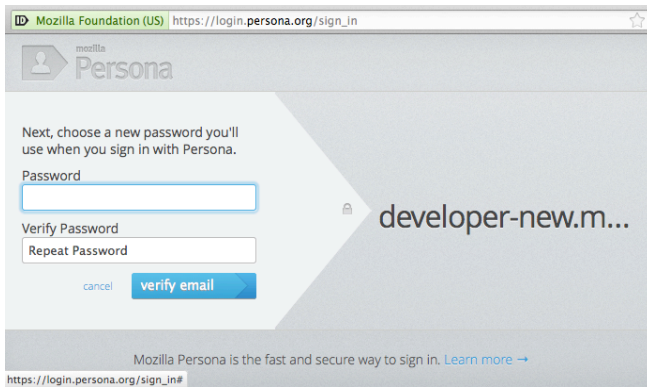 Mozilla Foundation (US) https://login.persona.org/sign_in
mozilla
Persona
Next, choose a new password you'll
use when you sign in with Persona.
Password
Verify Password
Repeat Password
cancel verify email
developer-new.m...
Mozilla Persona is the fast and secure way to sign in. Learn more →
https://login.persona.org/sign_in#